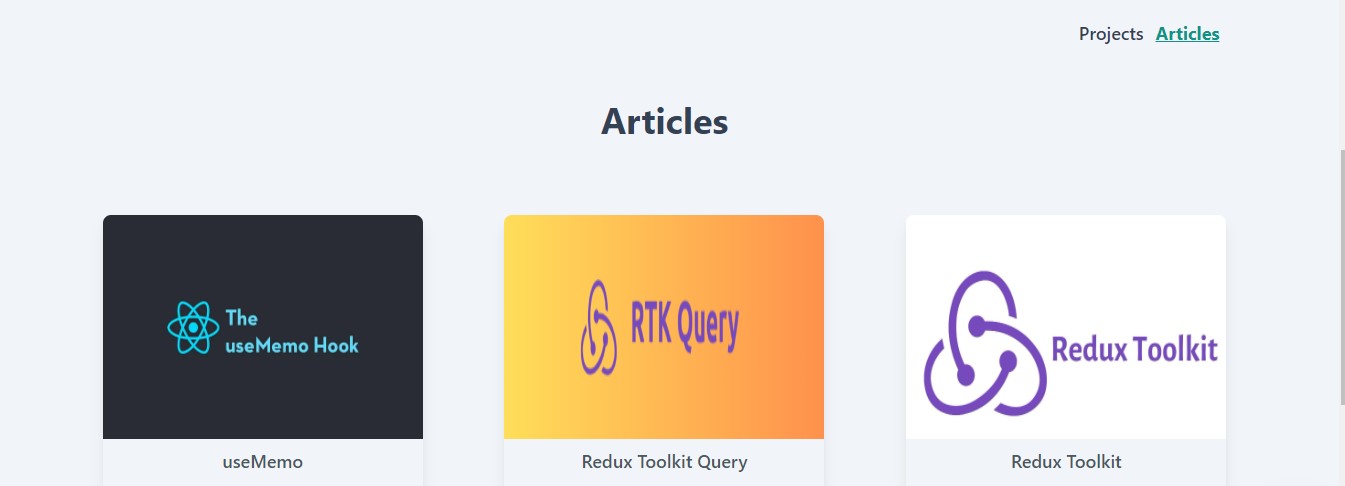 Projects Articles
Articles
The
useMemo Hook
RTK Query
Redux Toolkit
useMemo
Redux Toolkit Query
Redux Toolkit